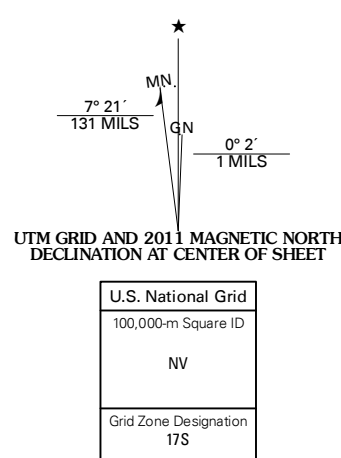 ★
MN.
7° 21´
131 MILS
GN
0° 2´
1 MILS
UTM GRID AND 2011 MAGNETIC NORTH
DECLINATION AT CENTER OF SHEET
U.S. National Grid
100,000-m Square ID
NV
Grid Zone Designation
17S